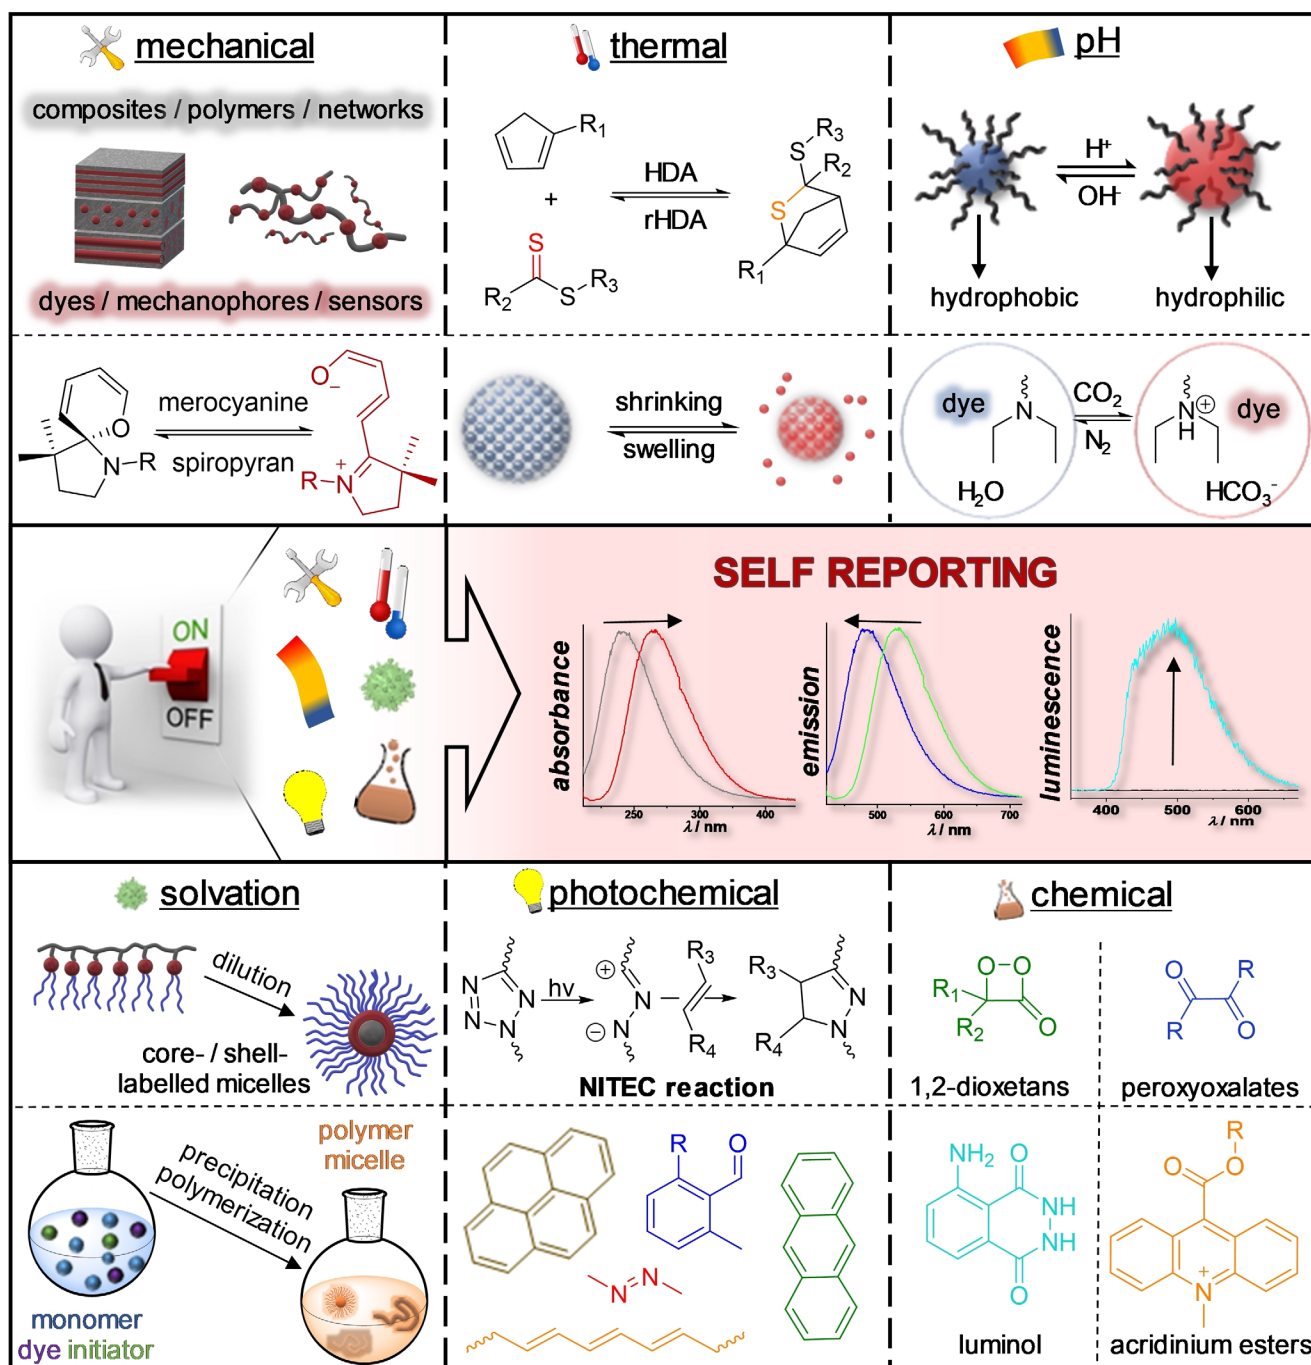 mechanical
composites / polymers / networks
dyes / mechanophores / sensors
merocyanine
spiropyran
O
−
O
N
R
R
N
+
thermal
R1
+
S
R2
S
R3
HDA
rHDA
R3
S
R2
S
R1
shrinking
swelling
pH
H+
OH-
hydrophobic
hydrophilic
dye
N
H2O
CO2
N2
N
H
+
dye
HCO3−
ON
OFF
SELF REPORTING
absorbance
250
300
400
λ / nm
emission
500
600
700
λ / nm
luminescence
400
500
600
λ / nm
solvation
dilution
core- / shell-
labelled micelles
precipitation
polymerization
polymer
micelle
monomer
dye initiator
photochemical
N
N
N
N
hv
+
N
N
−
R3
R4
R3
R4
N
N
NITEC reaction
R
O
N
N
chemical
O
O
R1
R2
O
1,2-dioxetans
O
R
R
O
peroxyoxalates
NH2
O
NH
NH
O
luminol
R
O
O
N
+
acridinium esters